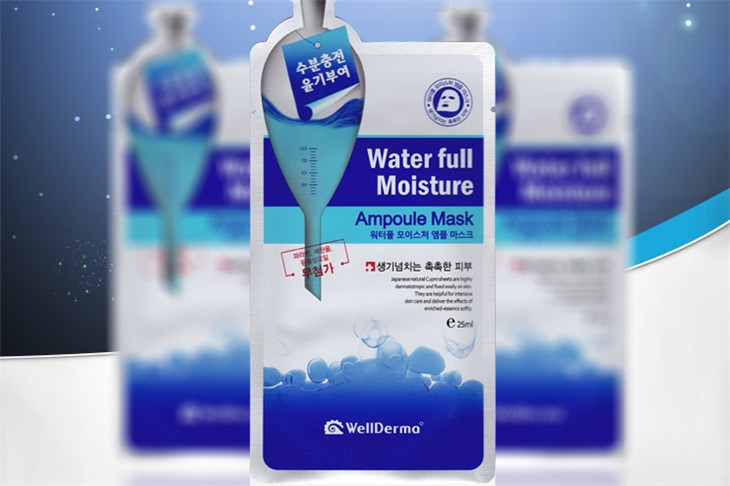 수분충전
윤기부여
Water full
Moisture
Ampoule Mask
워터풀 모이스처 앰플 마스크
무첨가
생기넘치는 촉촉한 피부
Japanese natural Cupro sheets are highly
dermatotropic and fixed easily on skin.
They are helpful for intensive
skin care and deliver the effects of
enriched-essence softly.
℮ 25ml
WellDerma